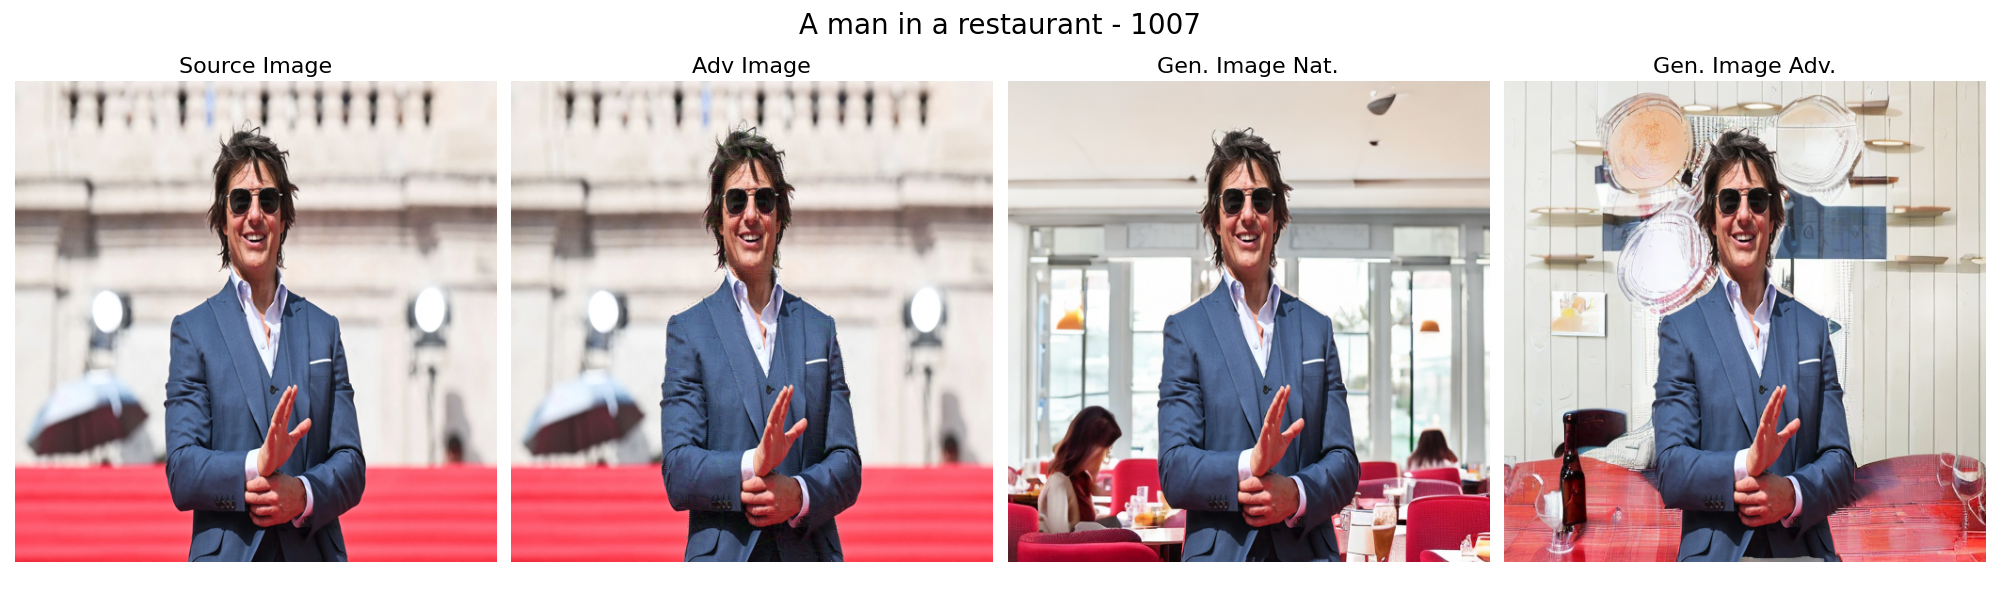 A man in a restaurant - 1007
Source Image
Adv Image
Gen. Image Nat.
Gen. Image Adv.